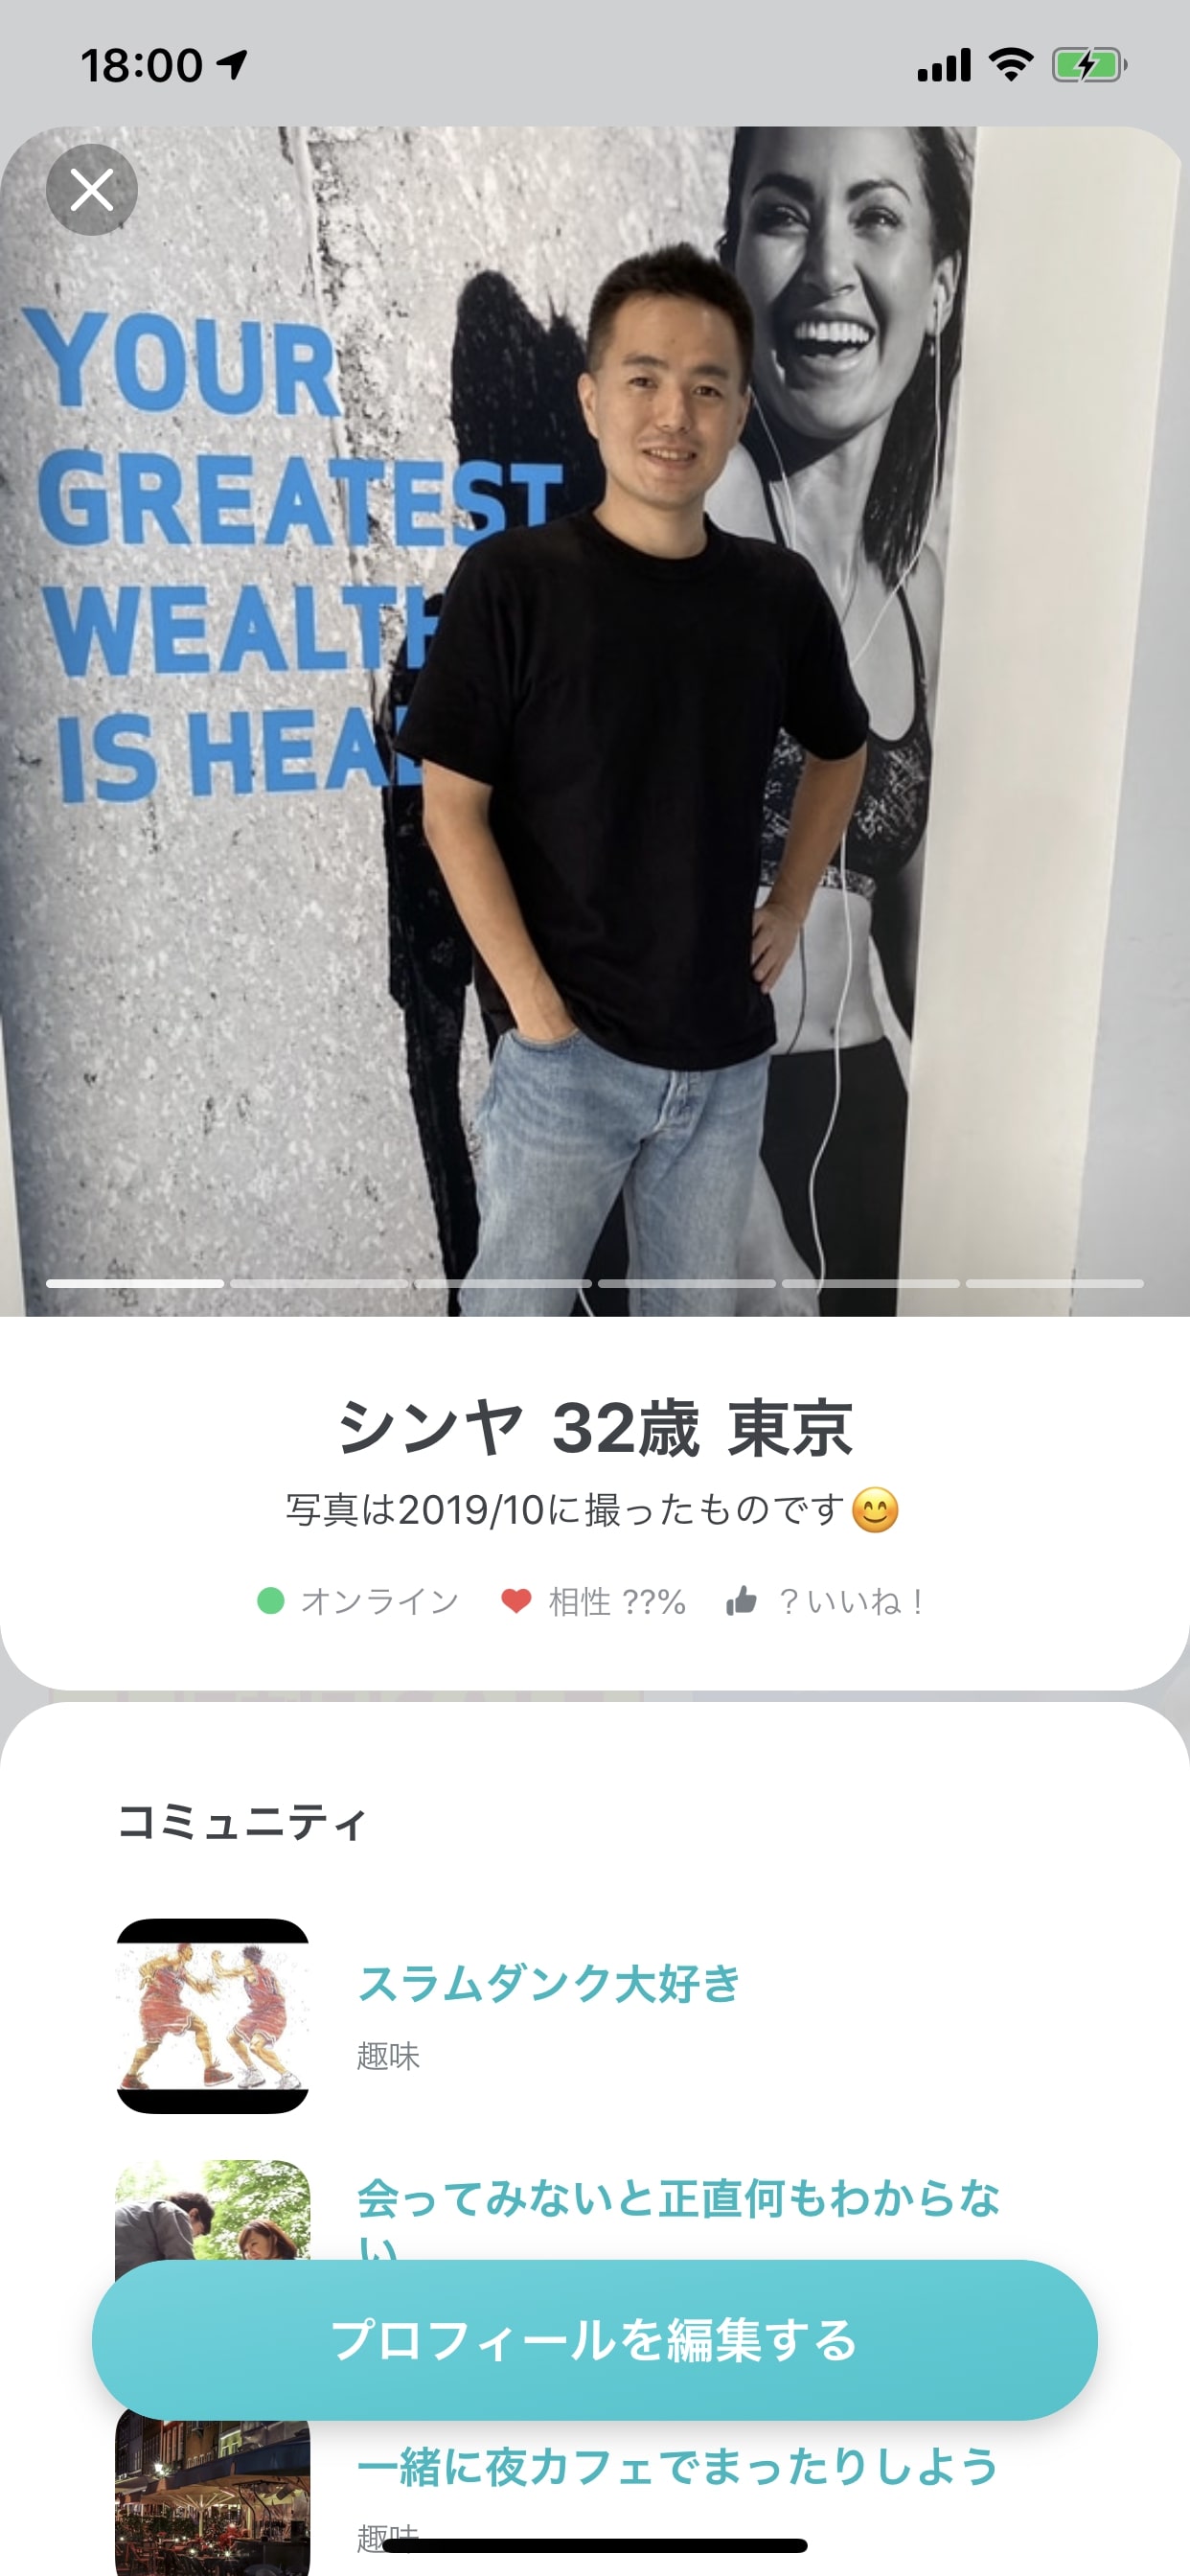 18:00
YOUR
GREATEST
WEALTH
IS HEAL
シンヤ 32歳 東京
写真は2019/10に撮ったものです😊
オンライン 相性 ??% ？いいね！
コミュニティ
スラムダンク大好き
趣味
会ってみないと正直何もわからな
い
プロフィールを編集する
一緒に夜カフェでまったりしよう
趣味